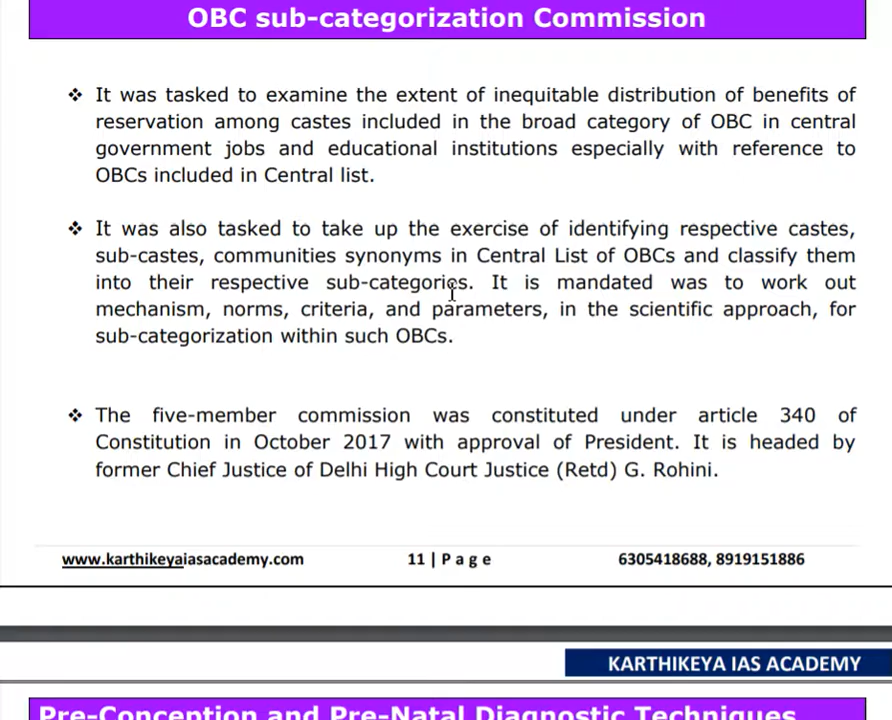 OBC sub-categorization Commission
❖ It was tasked to examine the extent of inequitable distribution of benefits of
reservation among castes included in the broad category of OBC in central
government jobs and educational institutions especially with reference to
OBCs included in Central list.
❖ It was also tasked to take up the exercise of identifying respective castes,
sub-castes, communities synonyms in Central List of OBCs and classify them
into their respective sub-categories. It is mandated was to work out
mechanism, norms, criteria, and parameters, in the scientific approach, for
sub-categorization within such OBCs.
❖ The five-member commission was constituted under article 340 of
Constitution in October 2017 with approval of President. It is headed by
former Chief Justice of Delhi High Court Justice (Retd) G. Rohini.
www.karthikeyaiasacademy.com 11 | P a g e 6305418688, 8919151886
KARTHIKEYA IAS ACADEMY
Pre-Conception and Pre-Natal Diagnostic Techniques